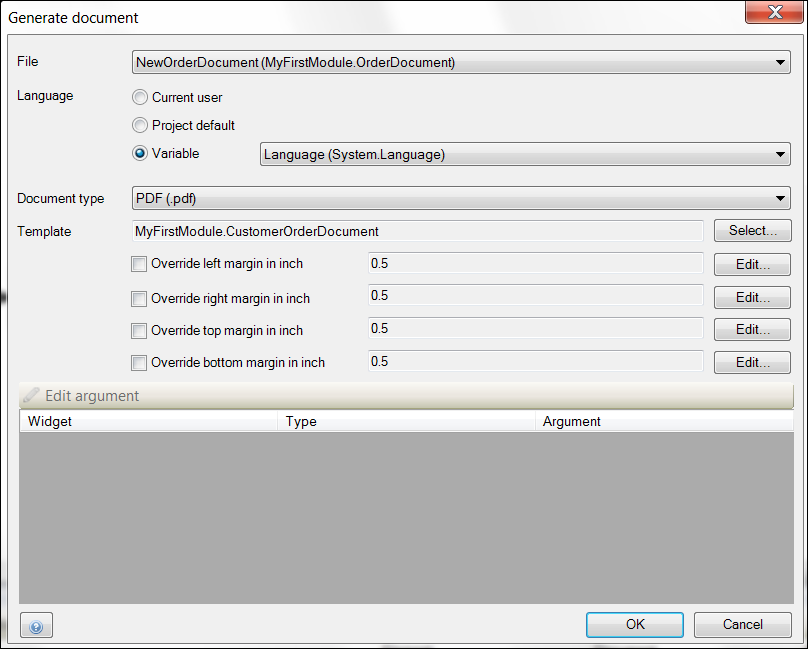 Generate document
File NewOrderDocument (MyFirstModule.OrderDocument)
Language Current user
Project default
Variable Language (System.Language)
Document type PDF (.pdf)
Template MyFirstModule.CustomerOrderDocument Select...
Override left margin in inch 0.5 Edit...
Override right margin in inch 0.5 Edit...
Override top margin in inch 0.5 Edit...
Override bottom margin in inch 0.5 Edit...
Edit argument
Widget Type Argument
OK Cancel